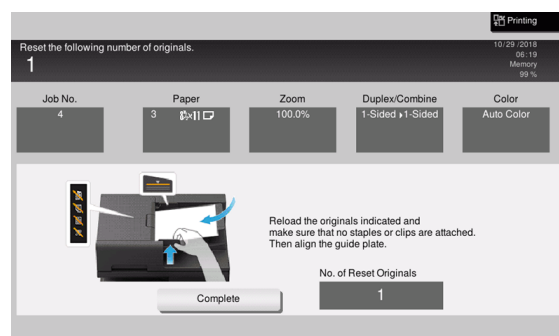 Printing
Reset the following number of originals.
1
10/29 /2018
06:19
Memory
99 %
Job No.
Paper
Zoom
Duplex/Combine
Color
4
3 8½×11
100.0%
1-Sided ▸1-Sided
Auto Color
Reload the originals indicated and
make sure that no staples or clips are attached.
Then align the guide plate.
No. of Reset Originals
1
Complete